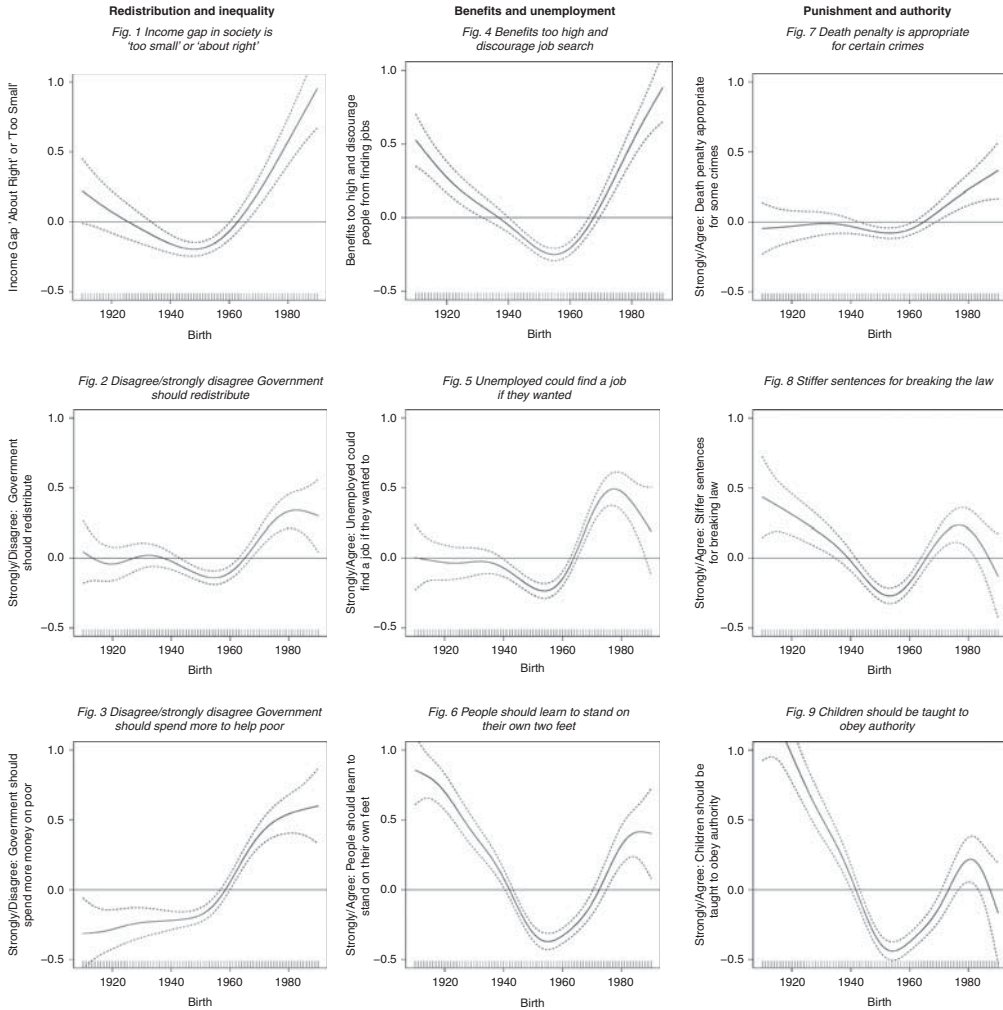 Redistribution and inequality
Benefits and unemployment
Punishment and authority
Fig. 1 Income gap in society is
'too small' or 'about right'
Income Gap 'About Right' or 'Too Small'
1.0
0.5
0.0
−0.5
1920 1940 1960 1980
Birth
Fig. 4 Benefits too high and
discourage job search
Benefits too high and discourage
people from finding jobs
1.0
0.5
0.0
−0.5
1920 1940 1960 1980
Birth
Fig. 7 Death penalty is appropriate
for certain crimes
Strongly/Agree: Death penalty appropriate
for some crimes
1.0
0.5
0.0
−0.5
1920 1940 1960 1980
Birth
Fig. 2 Disagree/strongly disagree Government
should redistribute
Strongly/Disagree: Government
should redistribute
1.0
0.5
0.0
−0.5
1920 1940 1960 1980
Birth
Fig. 5 Unemployed could find a job
if they wanted
Strongly/Agree: Unemployed could
find a job if they wanted to
1.0
0.5
0.0
−0.5
1920 1940 1960 1980
Birth
Fig. 8 Stiffer sentences for breaking the law
Strongly/Agree: Stiffer sentences
for breaking law
1.0
0.5
0.0
−0.5
1920 1940 1960 1980
Birth
Fig. 3 Disagree/strongly disagree Government
should spend more to help poor
Strongly/Disagree: Government should
spend more money on poor
1.0
0.5
0.0
−0.5
1920 1940 1960 1980
Birth
Fig. 6 People should learn to stand on
their own two feet
Strongly/Agree: People should learn to
stand on their own feet
1.0
0.5
0.0
−0.5
1920 1940 1960 1980
Birth
Fig. 9 Children should be taught to
obey authority
Strongly/Agree: Children should be
taught to obey authority
1.0
0.5
0.0
−0.5
1920 1940 1960 1980
Birth